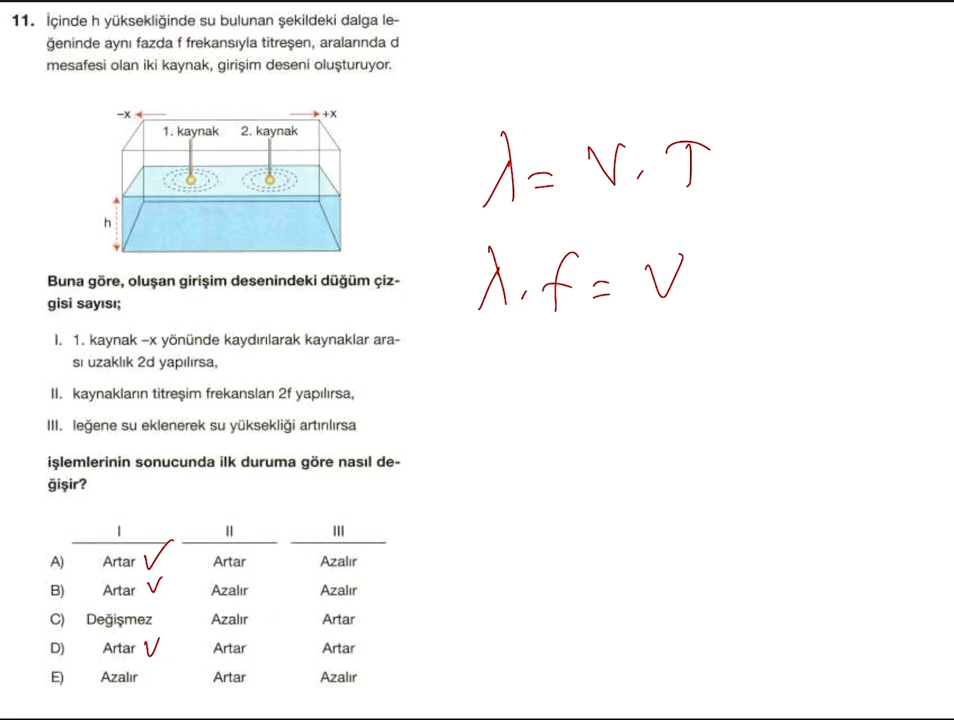 11. İçinde h yüksekliğinde su bulunan şekildeki dalga le-
ğeninde aynı fazda f frekansıyla titreşen, aralarında d
mesafesi olan iki kaynak, girişim deseni oluşturuyor.
–x +x
1. kaynak 2. kaynak
h
Buna göre, oluşan girişim desenindeki düğüm çiz-
gisi sayısı;
I. 1. kaynak –x yönünde kaydırılarak kaynaklar ara-
sı uzaklık 2d yapılırsa,
II. kaynakların titreşim frekansları 2f yapılırsa,
III. leğene su eklenerek su yüksekliği artırılırsa
işlemlerinin sonucunda ilk duruma göre nasıl de-
ğişir?
I II III
A) Artar ✓ Artar Azalır
B) Artar ✓ Azalır Azalır
C) Değişmez Azalır Artar
D) Artar ✓ Artar Artar
E) Azalır Artar Azalır
λ = V . T
λ . f = V